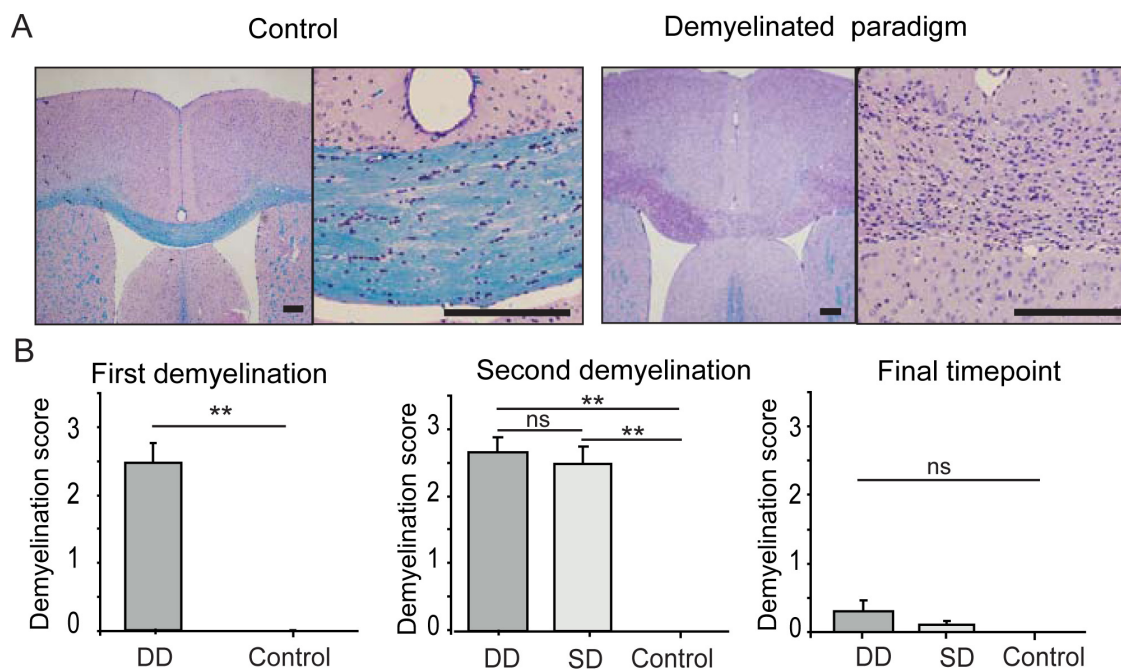 A
Control
Demyelinated paradigm
B
First demyelination
Demyelination score
3
2
1
0
**
DD
Control
Second demyelination
Demyelination score
3
2
1
0
**
ns
**
DD
SD
Control
Final timepoint
Demyelination score
3
2
1
0
ns
DD
SD
Control